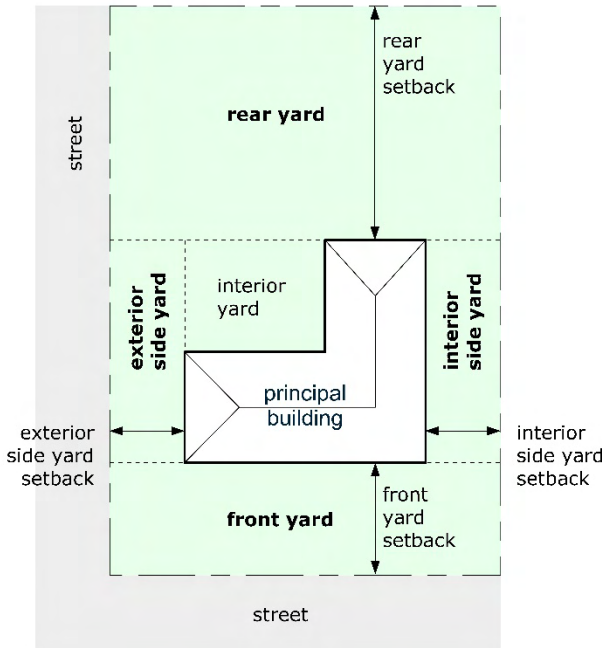 rear
yard
setback
rear yard
street
interior
yard
exterior
side yard
interior
side yard
principal
building
exterior
side yard
setback
interior
side yard
setback
front yard
front
yard
setback
street